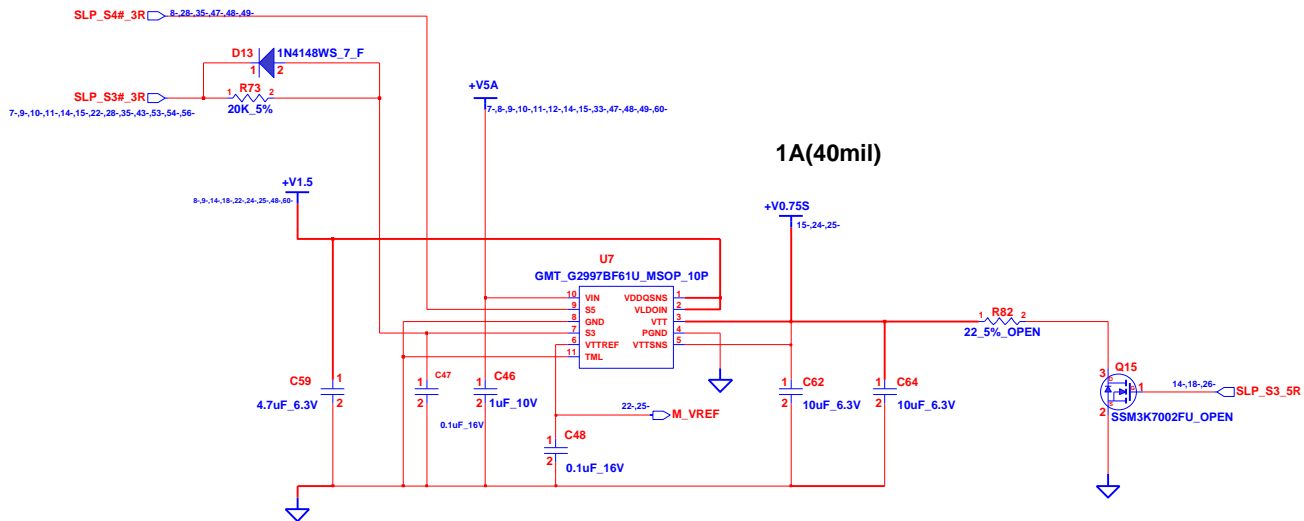 SLP_S4#_3R
8-,28-,35-,47-,48-,49-
D13
1N4148WS_7_F
1
2
SLP_S3#_3R
1
R73
2
20K_5%
7-,9-,10-,11-,14-,15-,22-,28-,35-,43-,53-,54-,56-
+V5A
7-,8-,9-,10-,11-,12-,14-,15-,33-,47-,48-,49-,60-
1A(40mil)
+V1.5
8-,9-,14-,18-,22-,24-,25-,48-,60-
+V0.75S
15-,24-,25-
U7
GMT_G2997BF61U_MSOP_10P
10 VIN VDDQSNS 1
9 S5 VLDOIN 2
8 GND VTT 3
7 S3 PGND 4
6 VTTREF VTTSNS 5
11 TML
1
R82
2
22_5%_OPEN
C59
1
2
4.7uF_6.3V
C47
1
2
0.1uF_16V
C46
1
2
1uF_10V
22-,25-
M_VREF
C48
1
2
0.1uF_16V
C62
1
2
10uF_6.3V
C64
1
2
10uF_6.3V
Q15
3
D
G
S
1
2
SSM3K7002FU_OPEN
14-,18-,26-
SLP_S3_5R